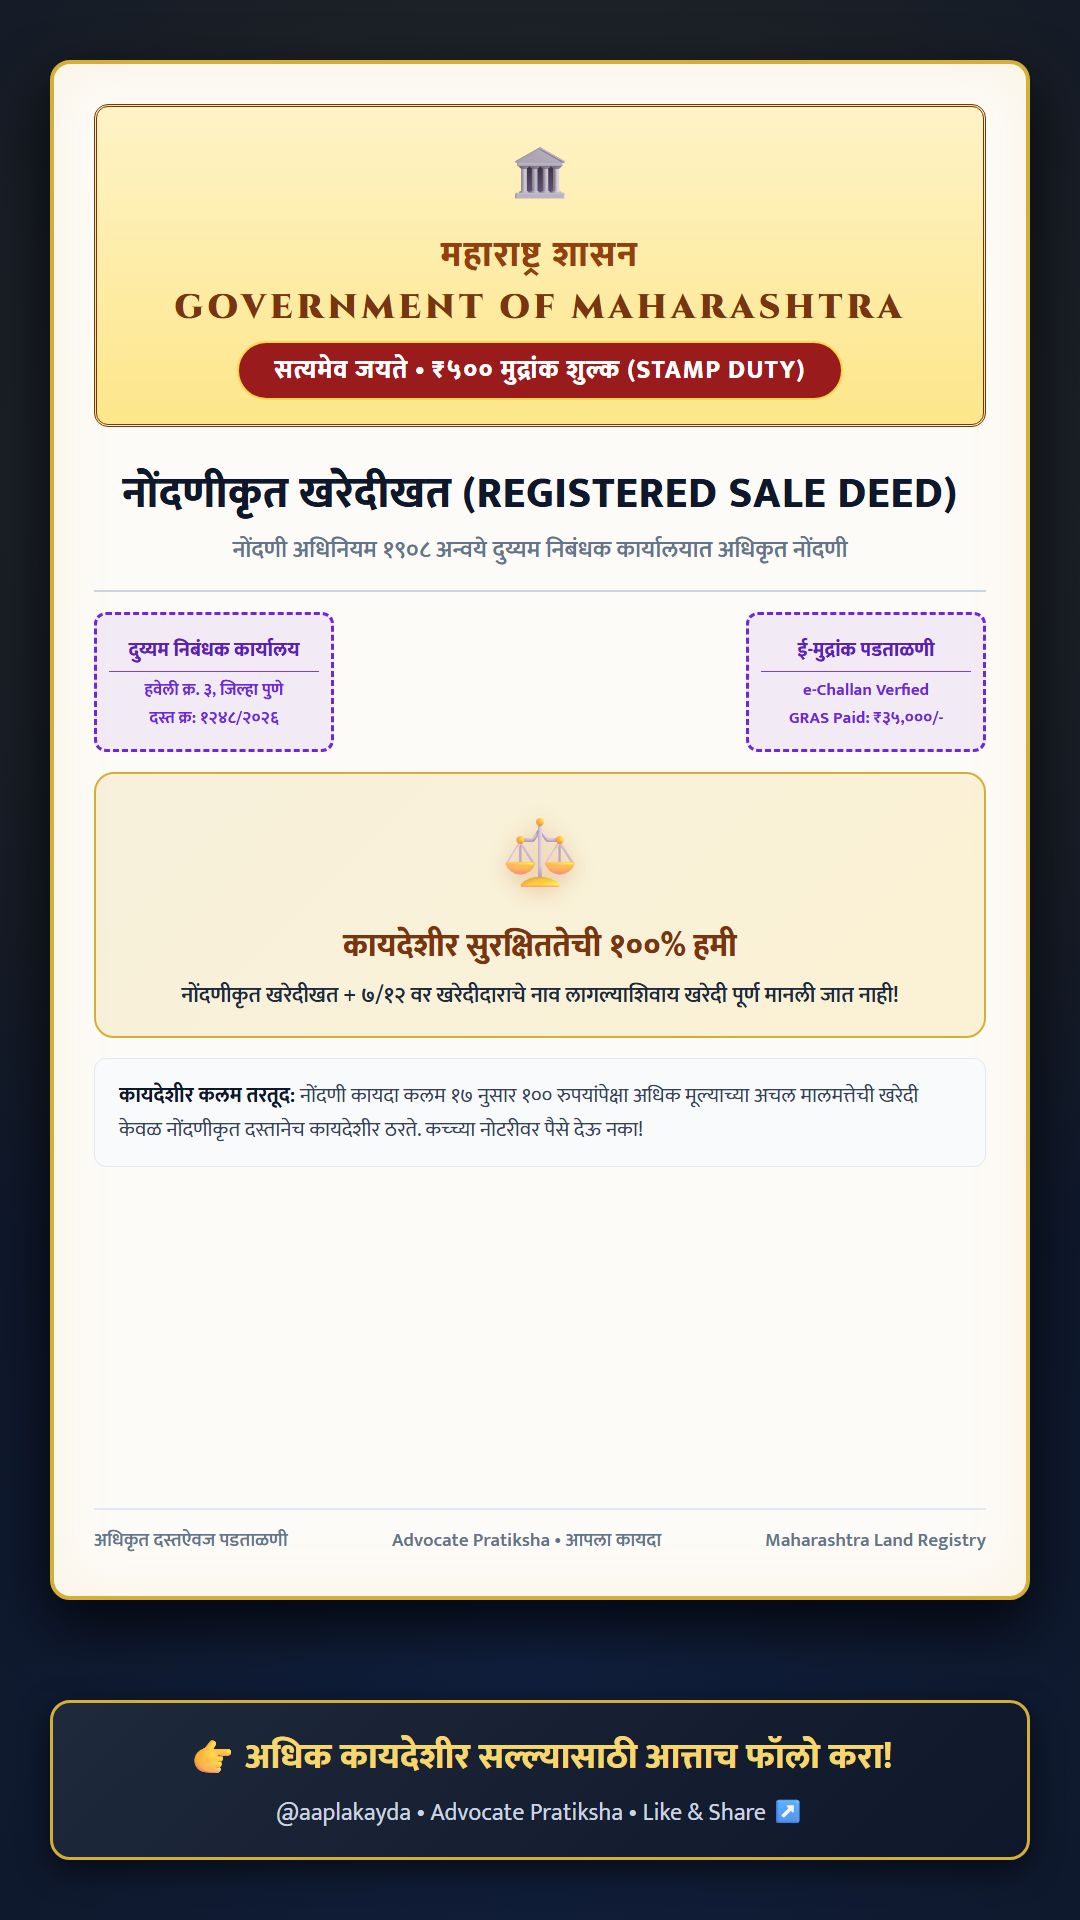 महाराष्ट्र शासन
GOVERNMENT OF MAHARASHTRA
सत्यमेव जयते • ₹५०० मुद्रांक शुल्क (STAMP DUTY)
नोंदणीकृत खरेदीखत (REGISTERED SALE DEED)
नोंदणी अधिनियम १९०८ अन्वये दुय्यम निबंधक कार्यालयात अधिकृत नोंदणी
दुय्यम निबंधक कार्यालय
हवेली क्र. ३, जिल्हा पुणे
दस्त क्र: १२४८/२०२६
ई-मुद्रांक पडताळणी
e-Challan Verfied
GRAS Paid: ₹३५,०००/-
कायदेशीर सुरक्षिततेची १००% हमी
नोंदणीकृत खरेदीखत + ७/१२ वर खरेदीदाराचे नाव लागल्याशिवाय खरेदी पूर्ण मानली जात नाही!
कायदेशीर कलम तरतूद: नोंदणी कायदा कलम १७ नुसार १०० रुपयांपेक्षा अधिक मूल्याच्या अचल मालमत्तेची खरेदी
केवळ नोंदणीकृत दस्तानेच कायदेशीर ठरते. कच्च्या नोटरीवर पैसे देऊ नका!
अधिकृत दस्तऐवज पडताळणी
Advocate Pratiksha • आपला कायदा
Maharashtra Land Registry
अधिक कायदेशीर सल्ल्यासाठी आत्ताच फॉलो करा!
@aaplakayda • Advocate Pratiksha • Like & Share